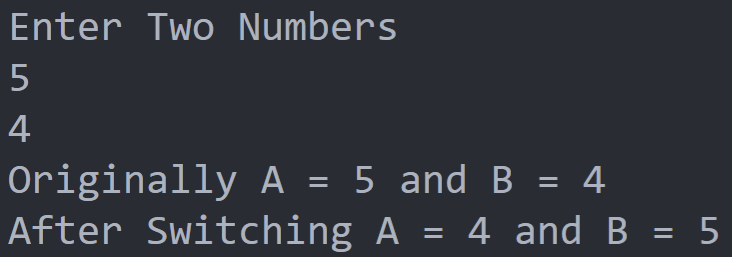 Enter Two Numbers
5
4
Originally A = 5 and B = 4
After Switching A = 4 and B = 5